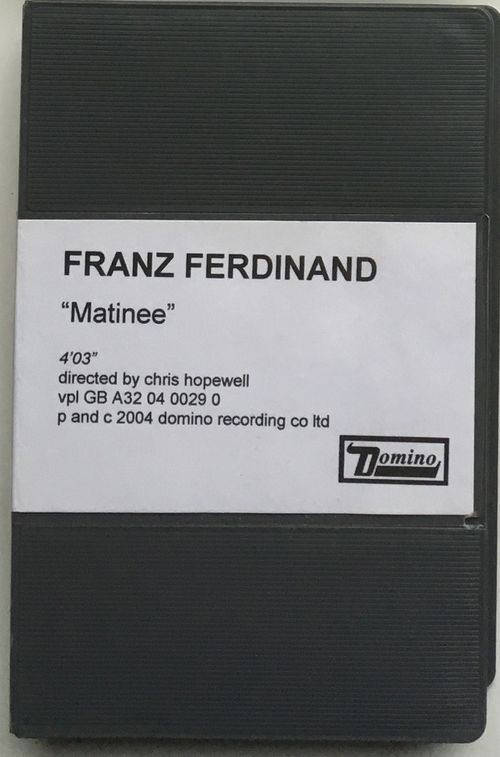 FRANZ FERDINAND
“Matinee”
4'03”
directed by chris hopewell
vpl GB A32 04 0029 0
p and c 2004 domino recording co ltd
Domino